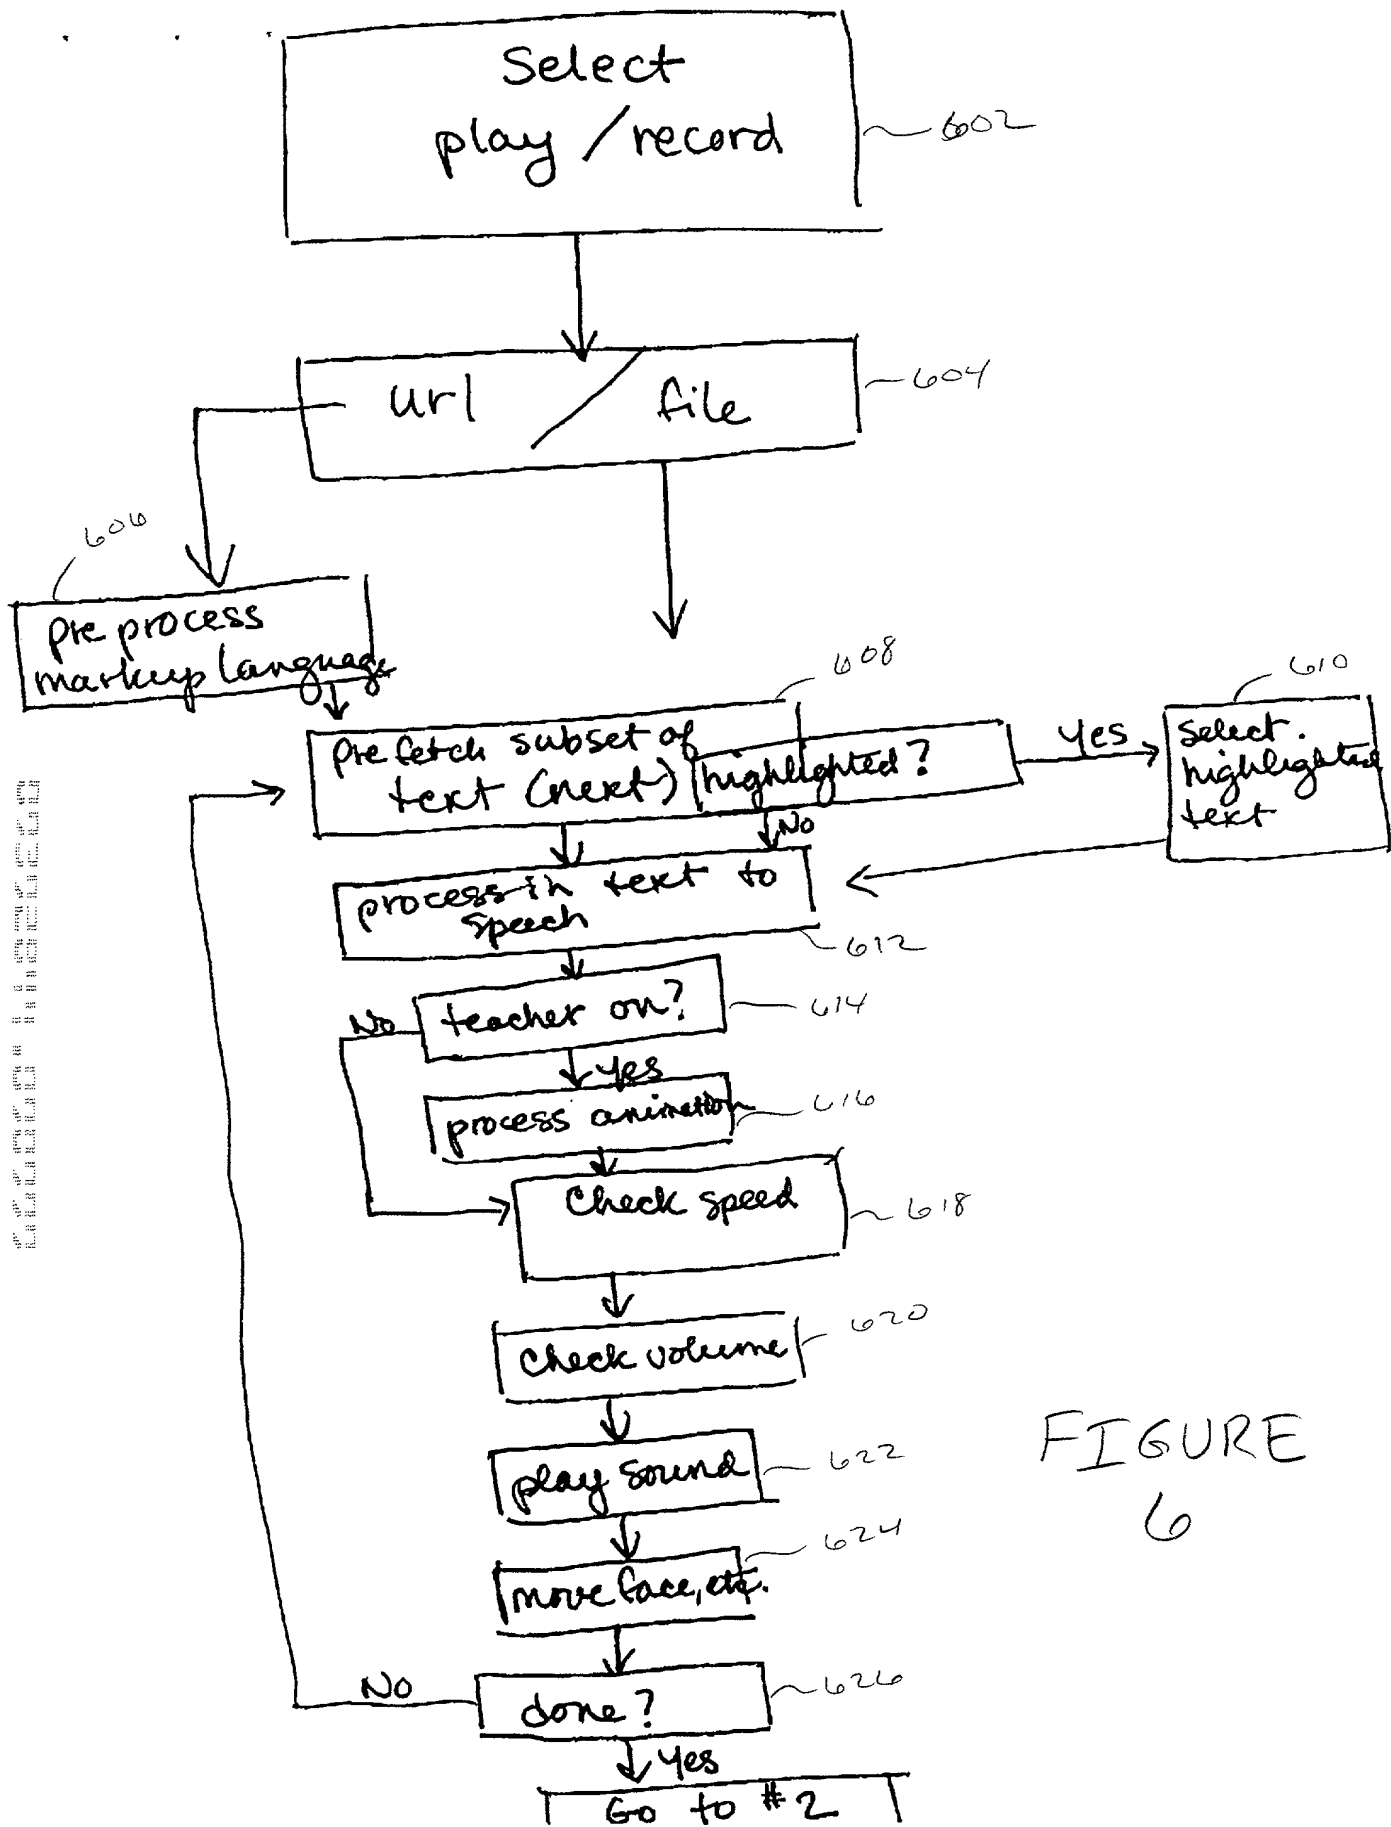 Select
play / record
602
url / file
604
606
pre process
markup language
608
610
pre fetch subset of
text (next)
highlighted?
yes
select.
highlighted
text
No
process in text to
speech
612
teacher on?
614
No
yes
process animation
616
Check speed
618
check volume
620
play sound
622
move face, etc.
624
done?
626
No
yes
Go to #2
FIGURE
6